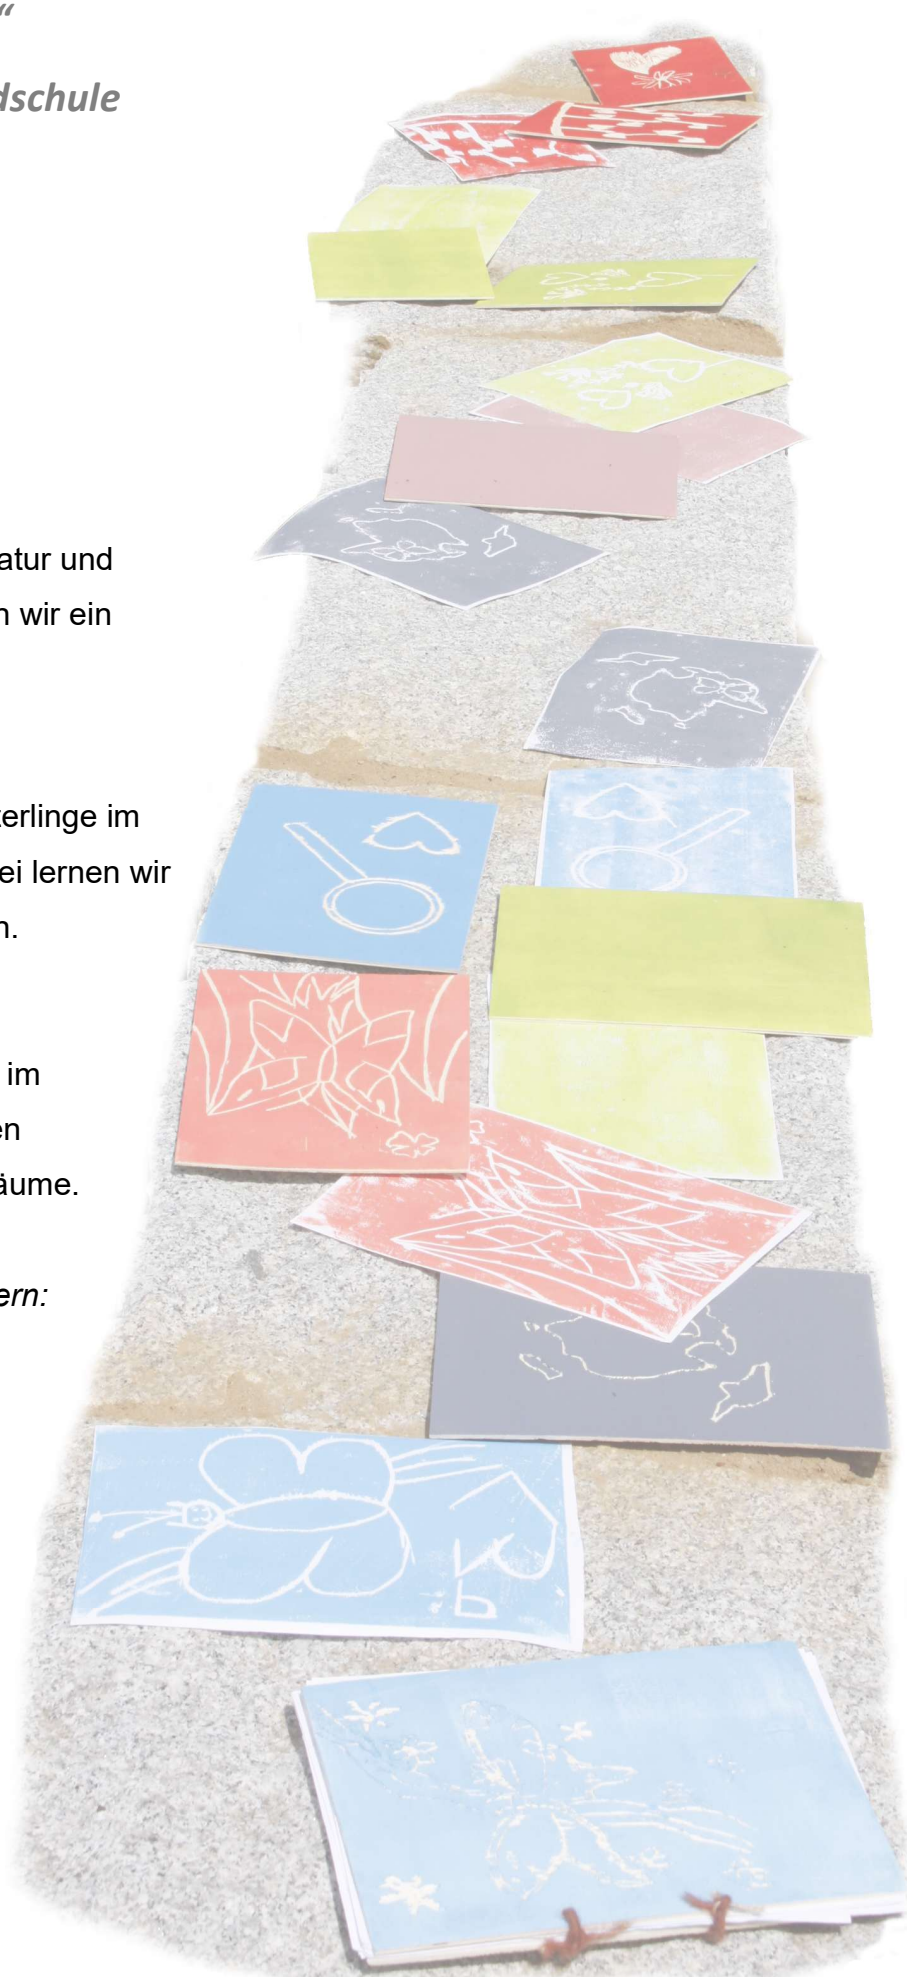 “
dschule
atur und
n wir ein
terlinge im
ei lernen wir
n.
im
en
äume.
ern: